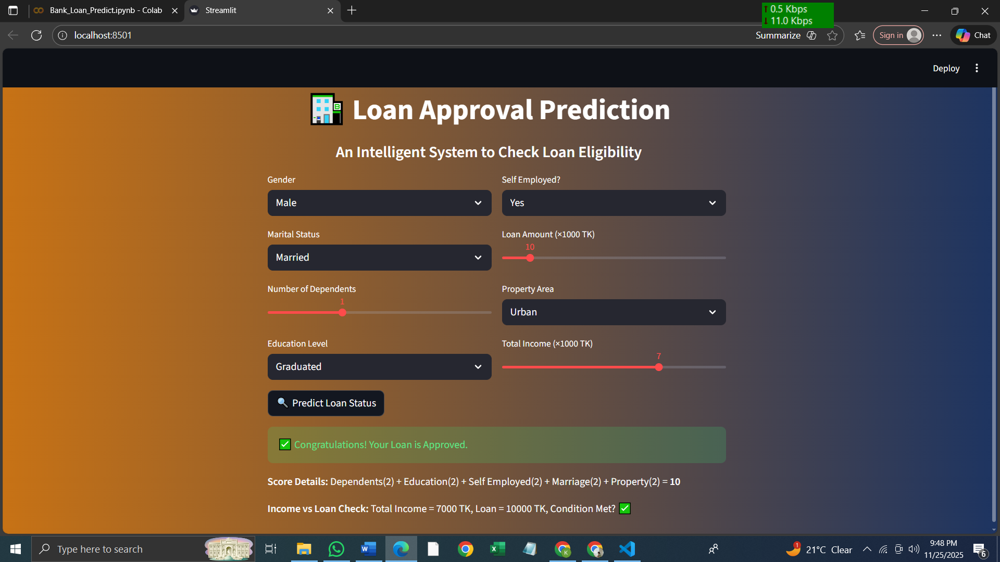 Bank_Loan_Predict.ipynb - Colab
Streamlit
0.5 Kbps
11.0 Kbps
localhost:8501
Summarize
Sign in
Chat
Deploy
Loan Approval Prediction
An Intelligent System to Check Loan Eligibility
Gender
Male
Self Employed?
Yes
Marital Status
Married
Loan Amount (×1000 TK)
10
Number of Dependents
1
Property Area
Urban
Education Level
Graduated
Total Income (×1000 TK)
7
Predict Loan Status
Congratulations! Your Loan is Approved.
Score Details: Dependents(2) + Education(2) + Self Employed(2) + Marriage(2) + Property(2) = 10
Income vs Loan Check: Total Income = 7000 TK, Loan = 10000 TK, Condition Met?
Type here to search
1
21°C Clear
9:48 PM
11/25/2025
6